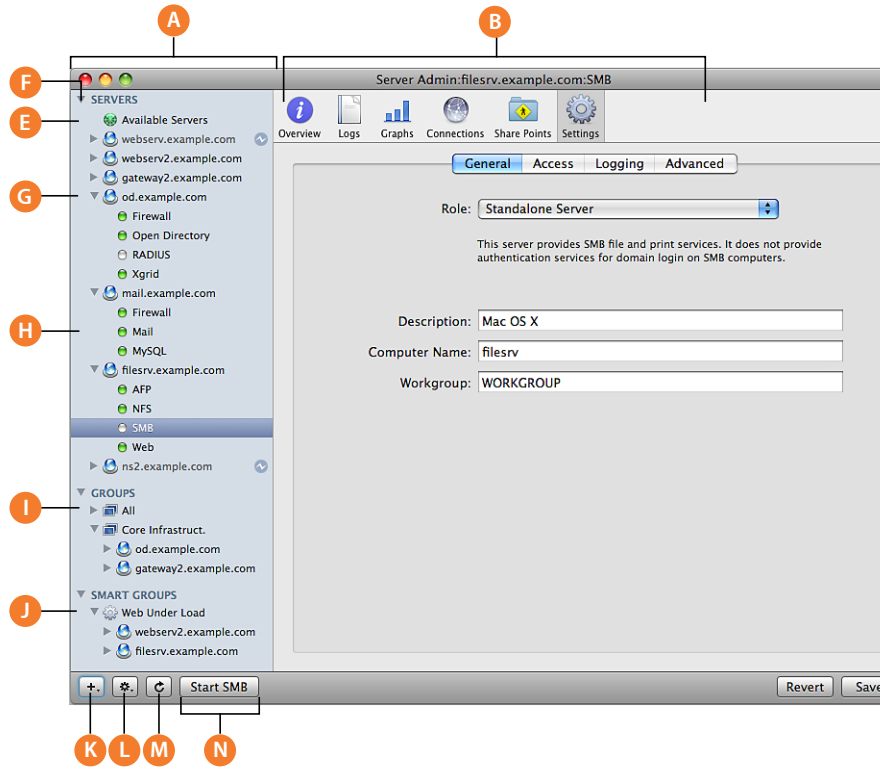 A
B
F
Server Admin:filesrv.example.com:SMB
SERVERS
E
Available Servers
Overview
Logs
Graphs
Connections
Share Points
Settings
webserv.example.com
webserv2.example.com
gateway2.example.com
G
od.example.com
Firewall
Open Directory
RADIUS
Xgrid
mail.example.com
Firewall
H
Mail
MySQL
filesrv.example.com
AFP
NFS
SMB
Web
ns2.example.com
GROUPS
I
All
Core Infrastruct.
od.example.com
gateway2.example.com
SMART GROUPS
J
Web Under Load
webserv2.example.com
filesrv.example.com
General
Access
Logging
Advanced
Role: Standalone Server
This server provides SMB file and print services. It does not provide
authentication services for domain login on SMB computers.
Description: Mac OS X
Computer Name: filesrv
Workgroup: WORKGROUP
Start SMB
Revert
Save
K
L
M
N